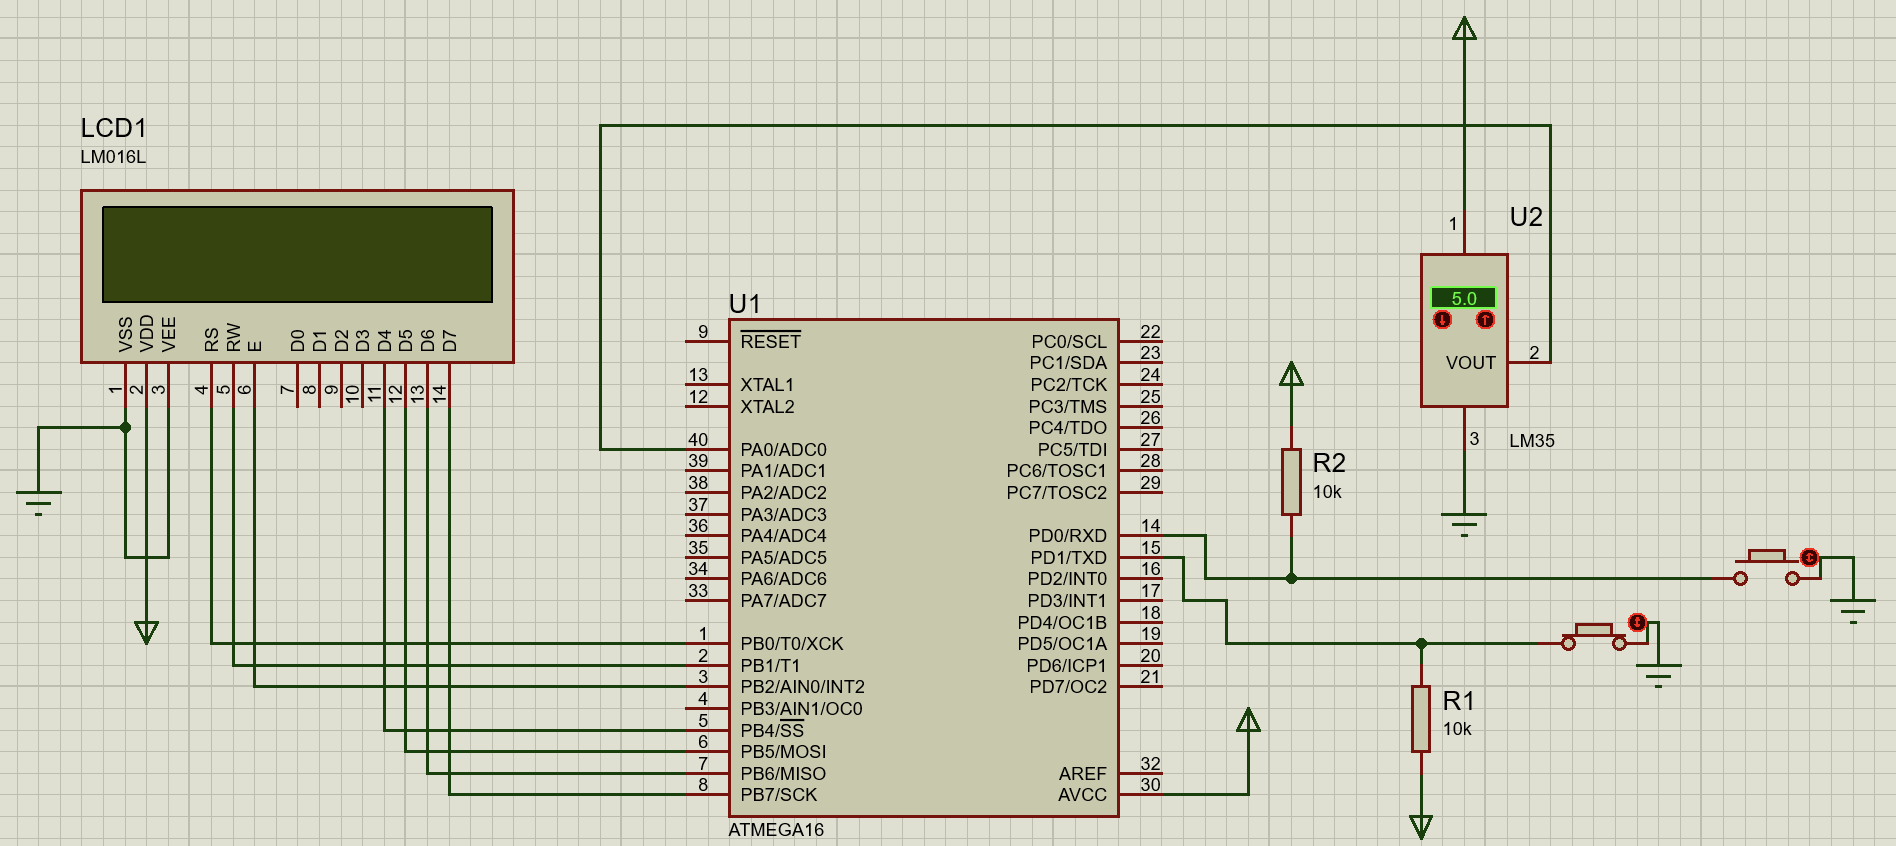 LCD1
LM016L
VSS
VDD
VEE
RS
RW
E
D0
D1
D2
D3
D4
D5
D6
D7
1
2
3
4
5
6
7
8
9
10
11
12
13
14
U1
9 RESET
13 XTAL1
12 XTAL2
40 PA0/ADC0
39 PA1/ADC1
38 PA2/ADC2
37 PA3/ADC3
36 PA4/ADC4
35 PA5/ADC5
34 PA6/ADC6
33 PA7/ADC7
1 PB0/T0/XCK
2 PB1/T1
3 PB2/AIN0/INT2
4 PB3/AIN1/OC0
5 PB4/SS
6 PB5/MOSI
7 PB6/MISO
8 PB7/SCK
PC0/SCL 22
PC1/SDA 23
PC2/TCK 24
PC3/TMS 25
PC4/TDO 26
PC5/TDI 27
PC6/TOSC1 28
PC7/TOSC2 29
PD0/RXD 14
PD1/TXD 15
PD2/INT0 16
PD3/INT1 17
PD4/OC1B 18
PD5/OC1A 19
PD6/ICP1 20
PD7/OC2 21
AREF 32
AVCC 30
ATMEGA16
R2
10k
U2
1
5.0
VOUT 2
3
LM35
R1
10k